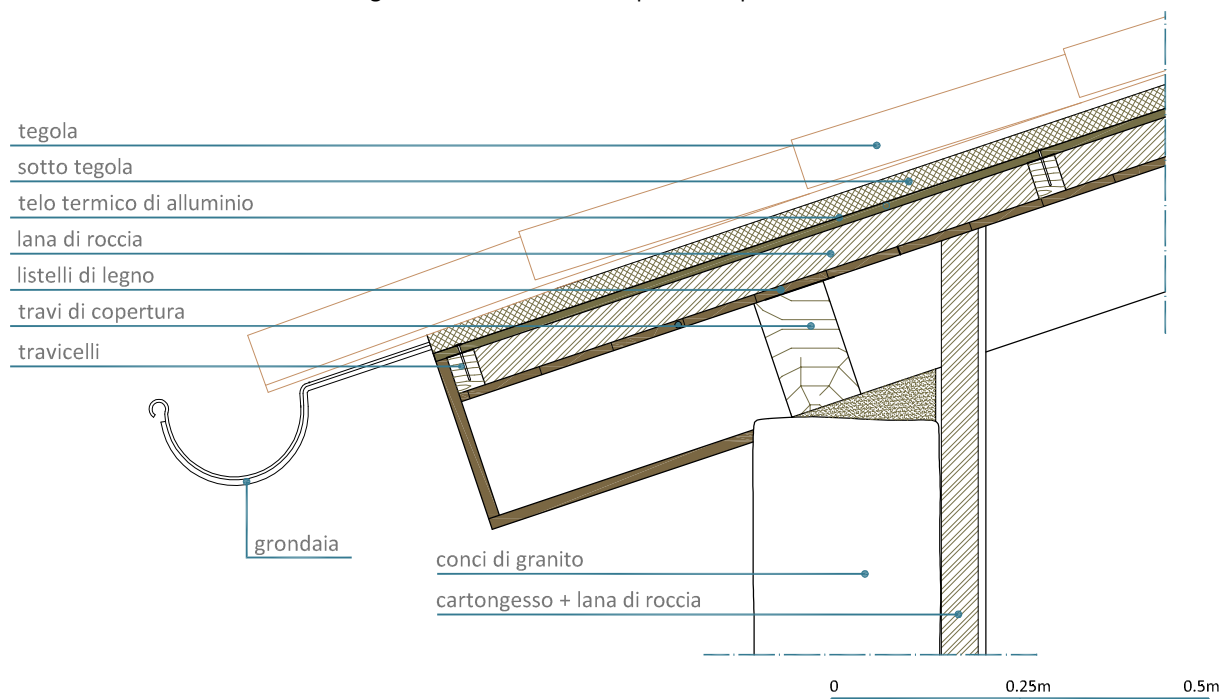 tegola
sotto tegola
telo termico di alluminio
lana di roccia
listelli di legno
travi di copertura
travicelli
grondaia
conci di granito
cartongesso + lana di roccia
0 0.25m 0.5m